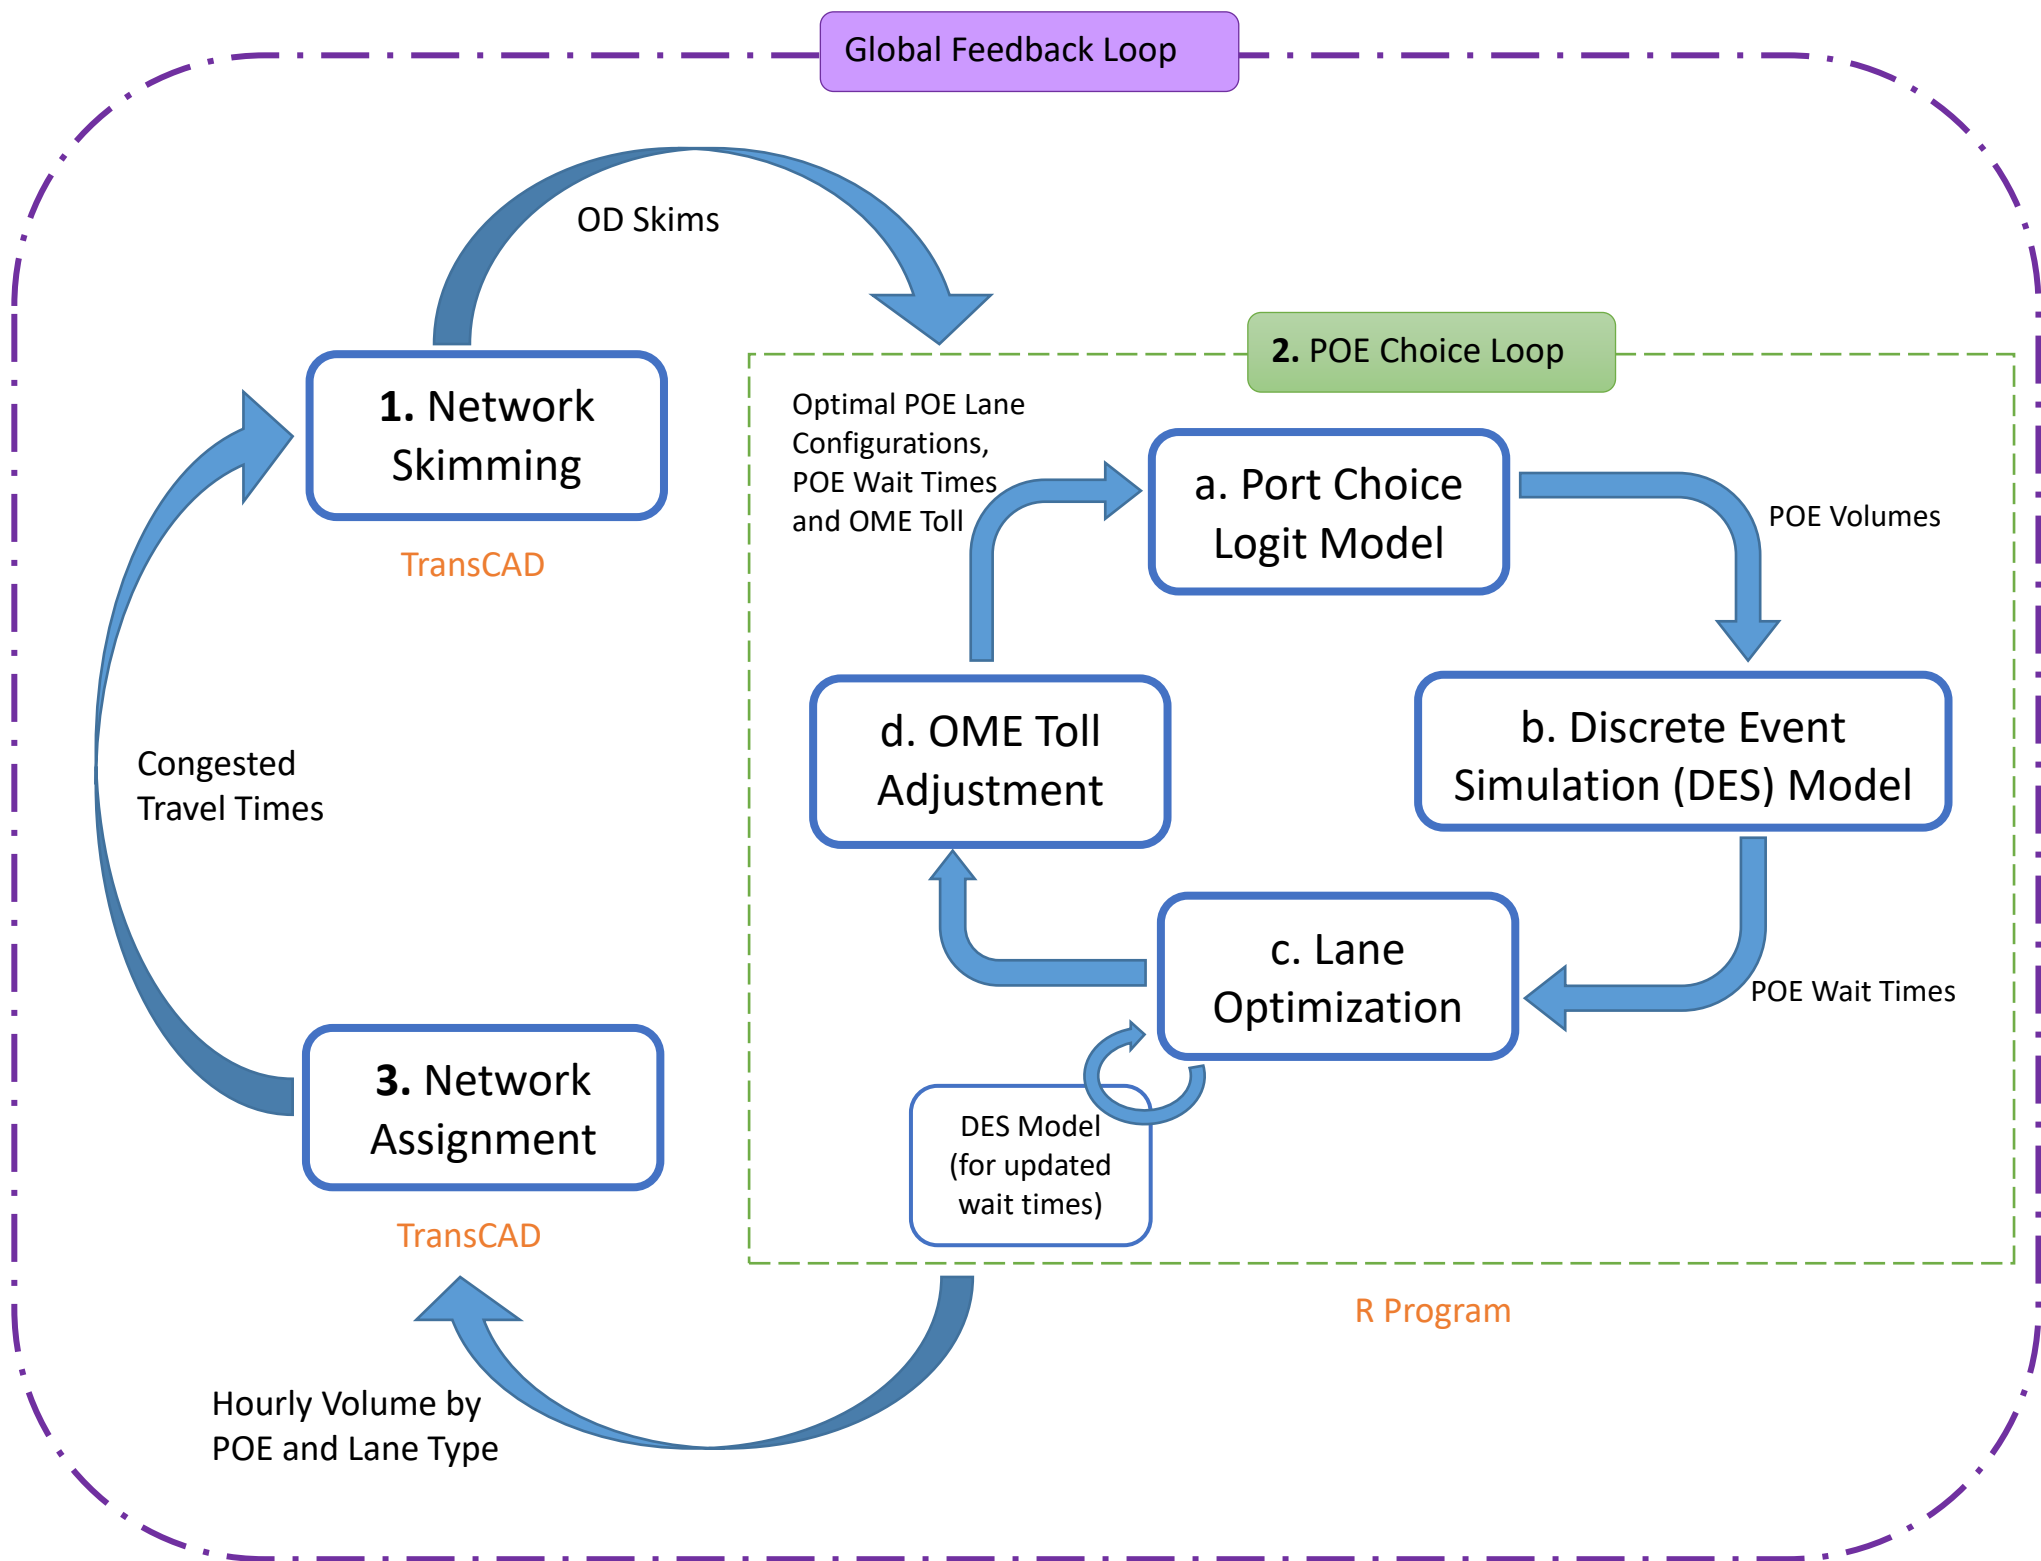 Global Feedback Loop
OD Skims
1. Network
Skimming
TransCAD
2. POE Choice Loop
Optimal POE Lane
Configurations,
POE Wait Times
and OME Toll
a. Port Choice
Logit Model
POE Volumes
d. OME Toll
Adjustment
b. Discrete Event
Simulation (DES) Model
Congested
Travel Times
c. Lane
Optimization
POE Wait Times
3. Network
Assignment
TransCAD
DES Model
(for updated
wait times)
R Program
Hourly Volume by
POE and Lane Type